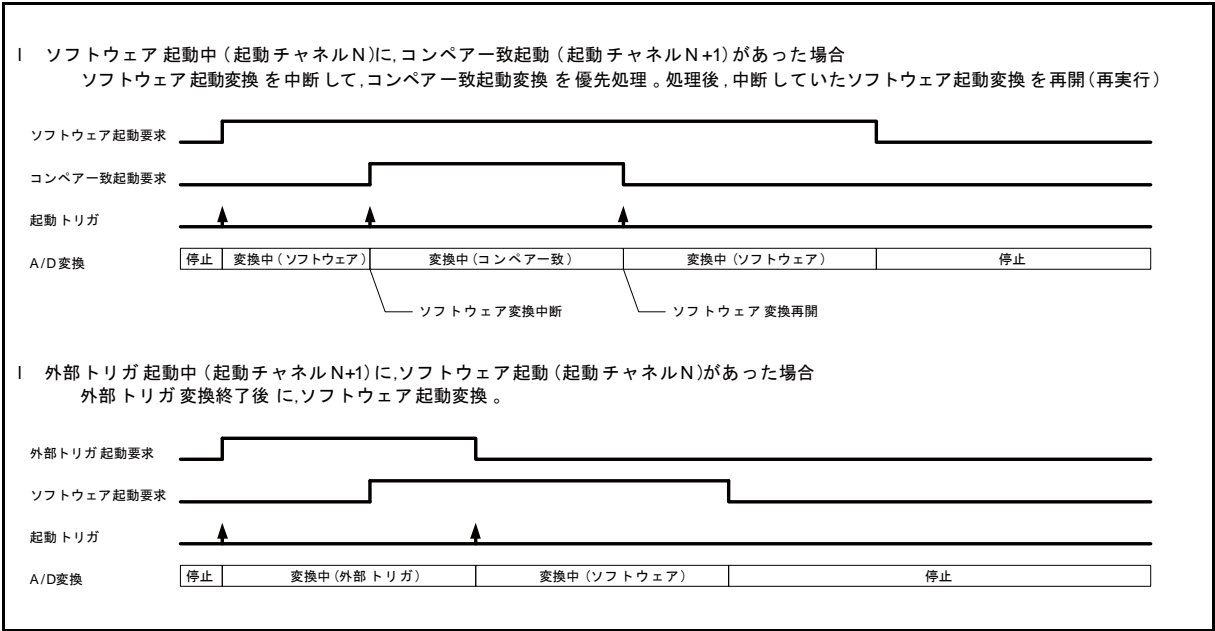 l ソフトウェア起動中（起動チャネルN）に,コンペア一致起動（起動チャネルN+1）があった場合
ソフトウェア起動変換を中断して,コンペア一致起動変換を優先処理。処理後,中断していたソフトウェア起動変換を再開（再実行）
ソフトウェア起動要求
コンペア一致起動要求
起動トリガ
A/D変換 停止 変換中（ソフトウェア） 変換中（コンペア一致） 変換中（ソフトウェア） 停止
ソフトウェア変換中断 ソフトウェア変換再開
l 外部トリガ起動中（起動チャネルN+1）に,ソフトウェア起動（起動チャネルN）があった場合
外部トリガ変換終了後に,ソフトウェア起動変換。
外部トリガ起動要求
ソフトウェア起動要求
起動トリガ
A/D変換 停止 変換中（外部トリガ） 変換中（ソフトウェア） 停止